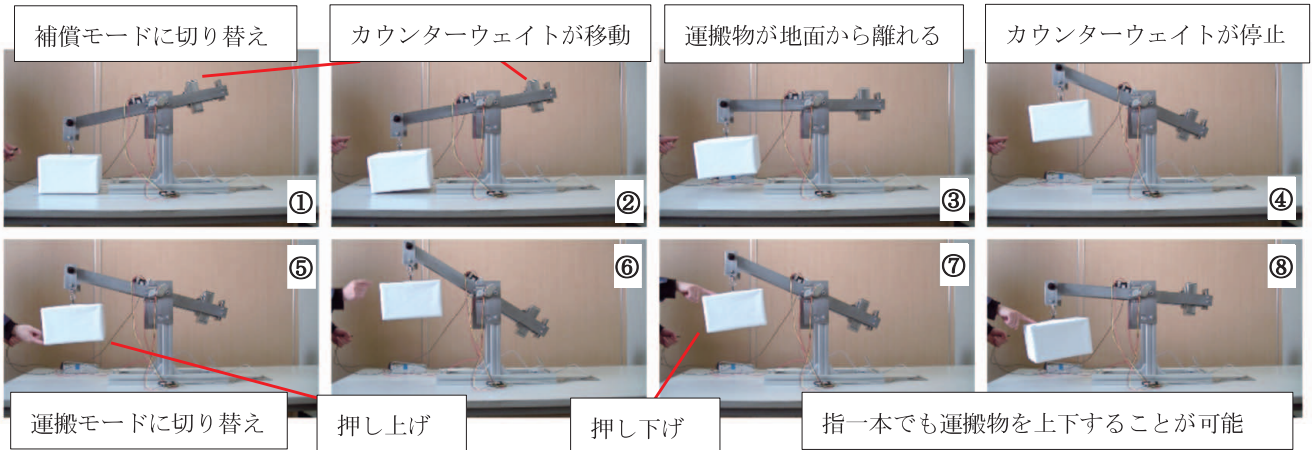 補償モードに切り替え
カウンターウェイトが移動
運搬物が地面から離れる
カウンターウェイトが停止
①
②
③
④
⑤
⑥
⑦
⑧
運搬モードに切り替え
押し上げ
押し下げ
指一本でも運搬物を上下することが可能